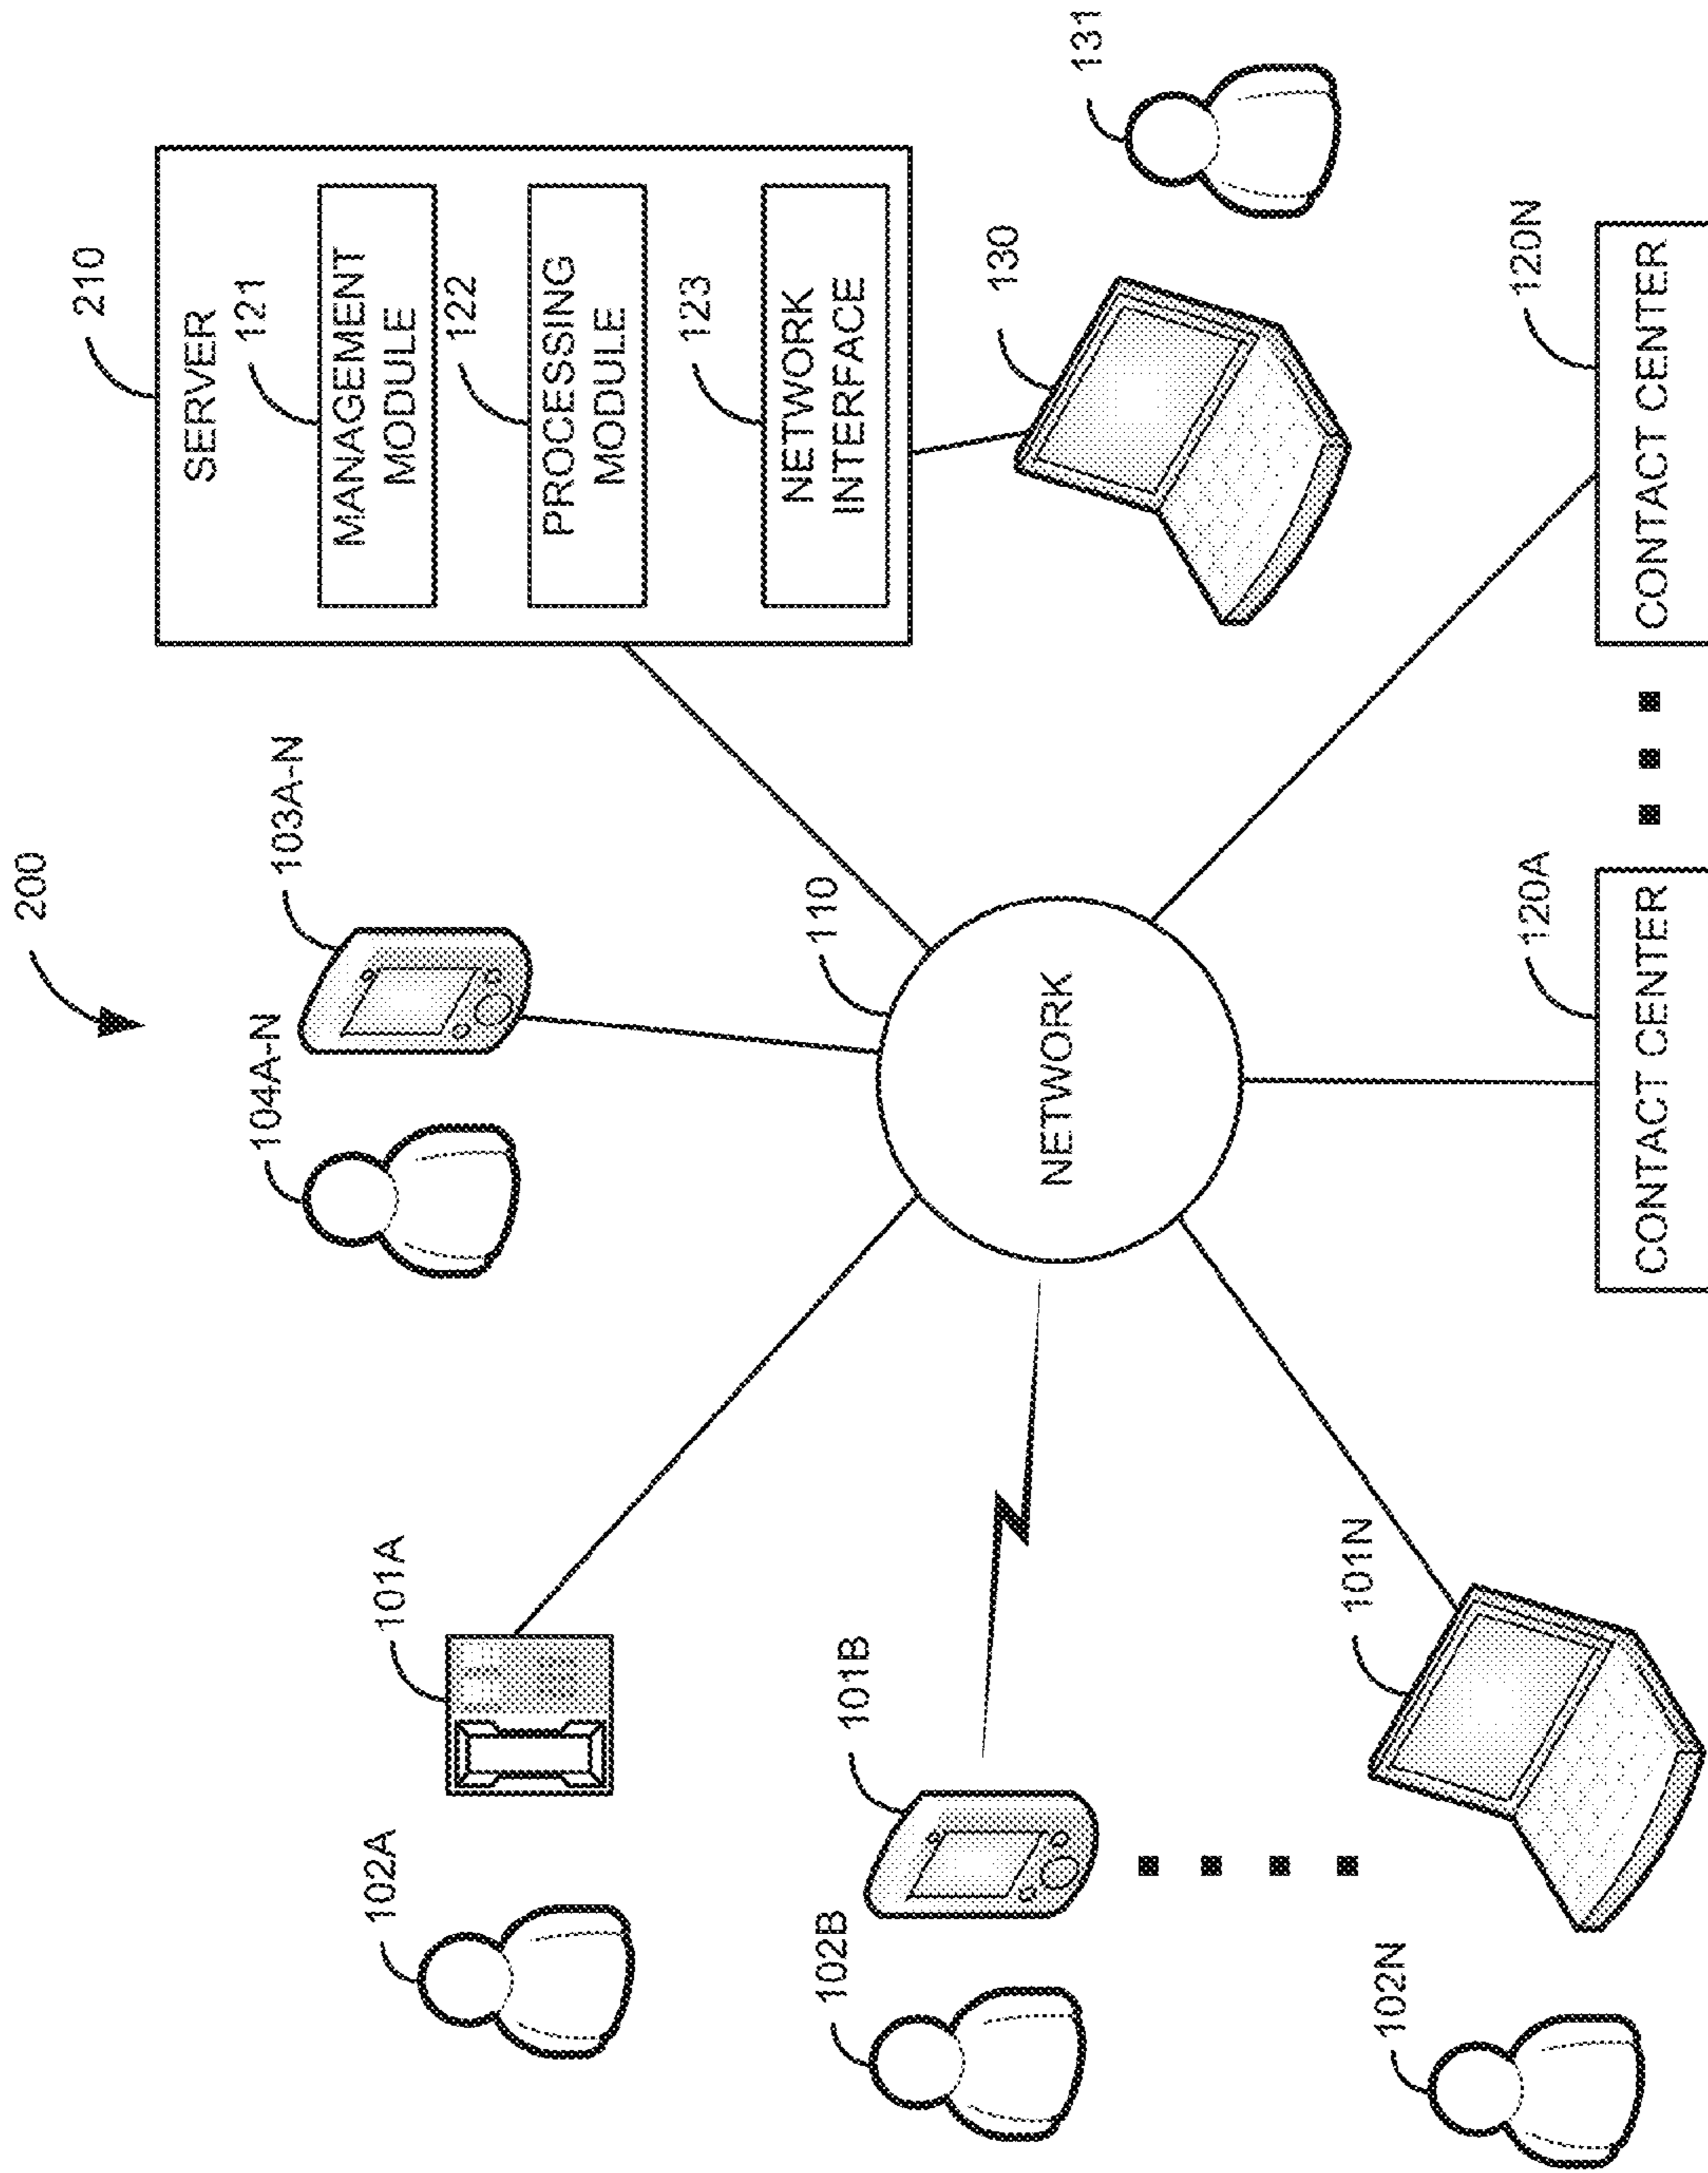 200
210
SERVER
121
MANAGEMENT
MODULE
122
PROCESSING
MODULE
123
NETWORK
INTERFACE
104A-N
103A-N
102A
101A
110
NETWORK
130
131
102B
101B
102N
101N
120A
CONTACT CENTER
120N
CONTACT CENTER